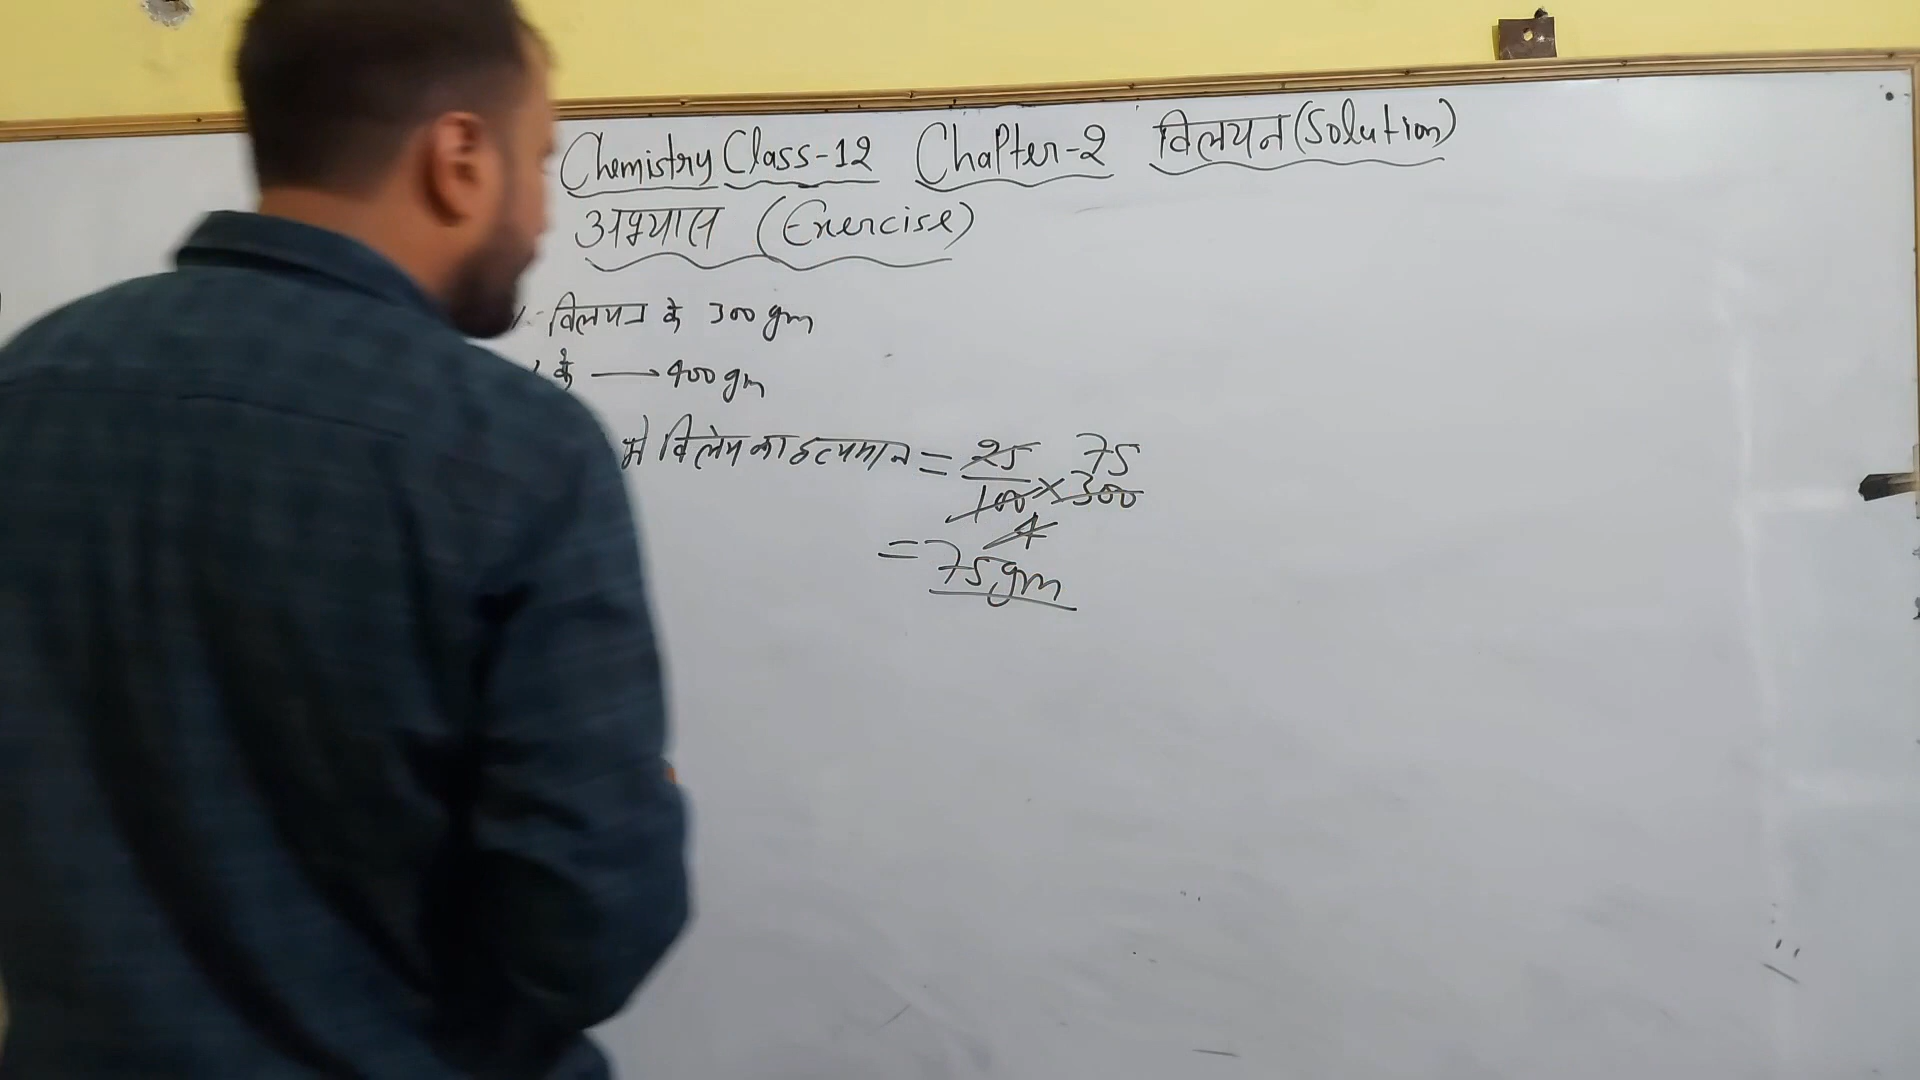 Chemistry Class-12 Chapter-2 विलयन (Solution)
अभ्यास (Exercise)
विलयन के 300 gm
के → 400 gm
मे विलेय का द्रव्यमान = 25/100 × 300
75
4
= 75 gm